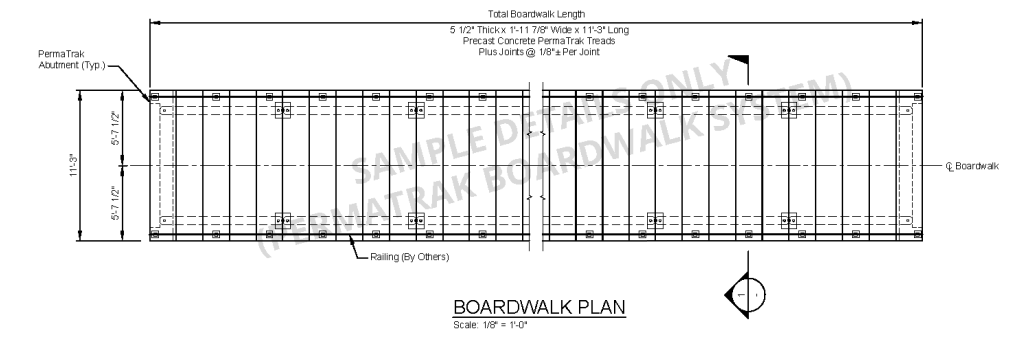 Total Boardwalk Length
5 1/2" Thick x 1'-11 7/8" Wide x 11'-3" Long
Precast Concrete PermaTrak Treads
Plus Joints @ 1/8"± Per Joint
PermaTrak
Abutment (Typ.)
11'-3"
5'-7 1/2"
5'-7 1/2"
SAMPLE DETAILS ONLY
(PERMATRAK BOARDWALK SYSTEM)
℄ Boardwalk
Railing (By Others)
1
-
BOARDWALK PLAN
Scale: 1/8" = 1'-0"